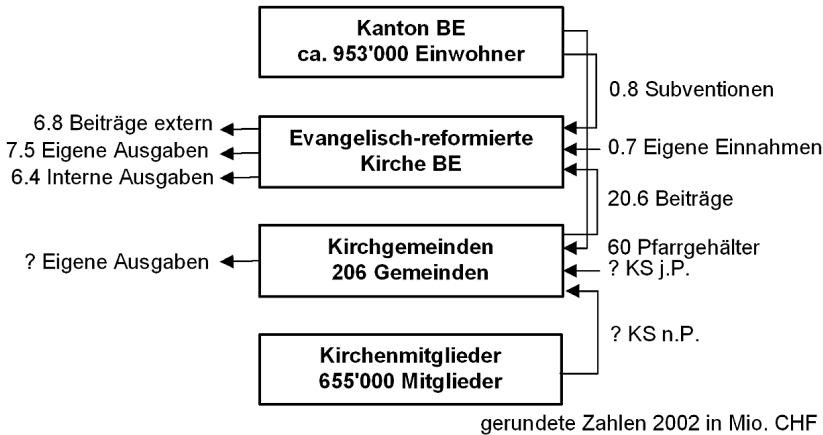 Kanton BE
ca. 953'000 Einwohner
0.8 Subventionen
6.8 Beiträge extern
7.5 Eigene Ausgaben
6.4 Interne Ausgaben
Evangelisch-reformierte
Kirche BE
0.7 Eigene Einnahmen
20.6 Beiträge
? Eigene Ausgaben
Kirchgemeinden
206 Gemeinden
60 Pfarrgehälter
? KS j.P.
? KS n.P.
Kirchenmitglieder
655'000 Mitglieder
gerundete Zahlen 2002 in Mio. CHF